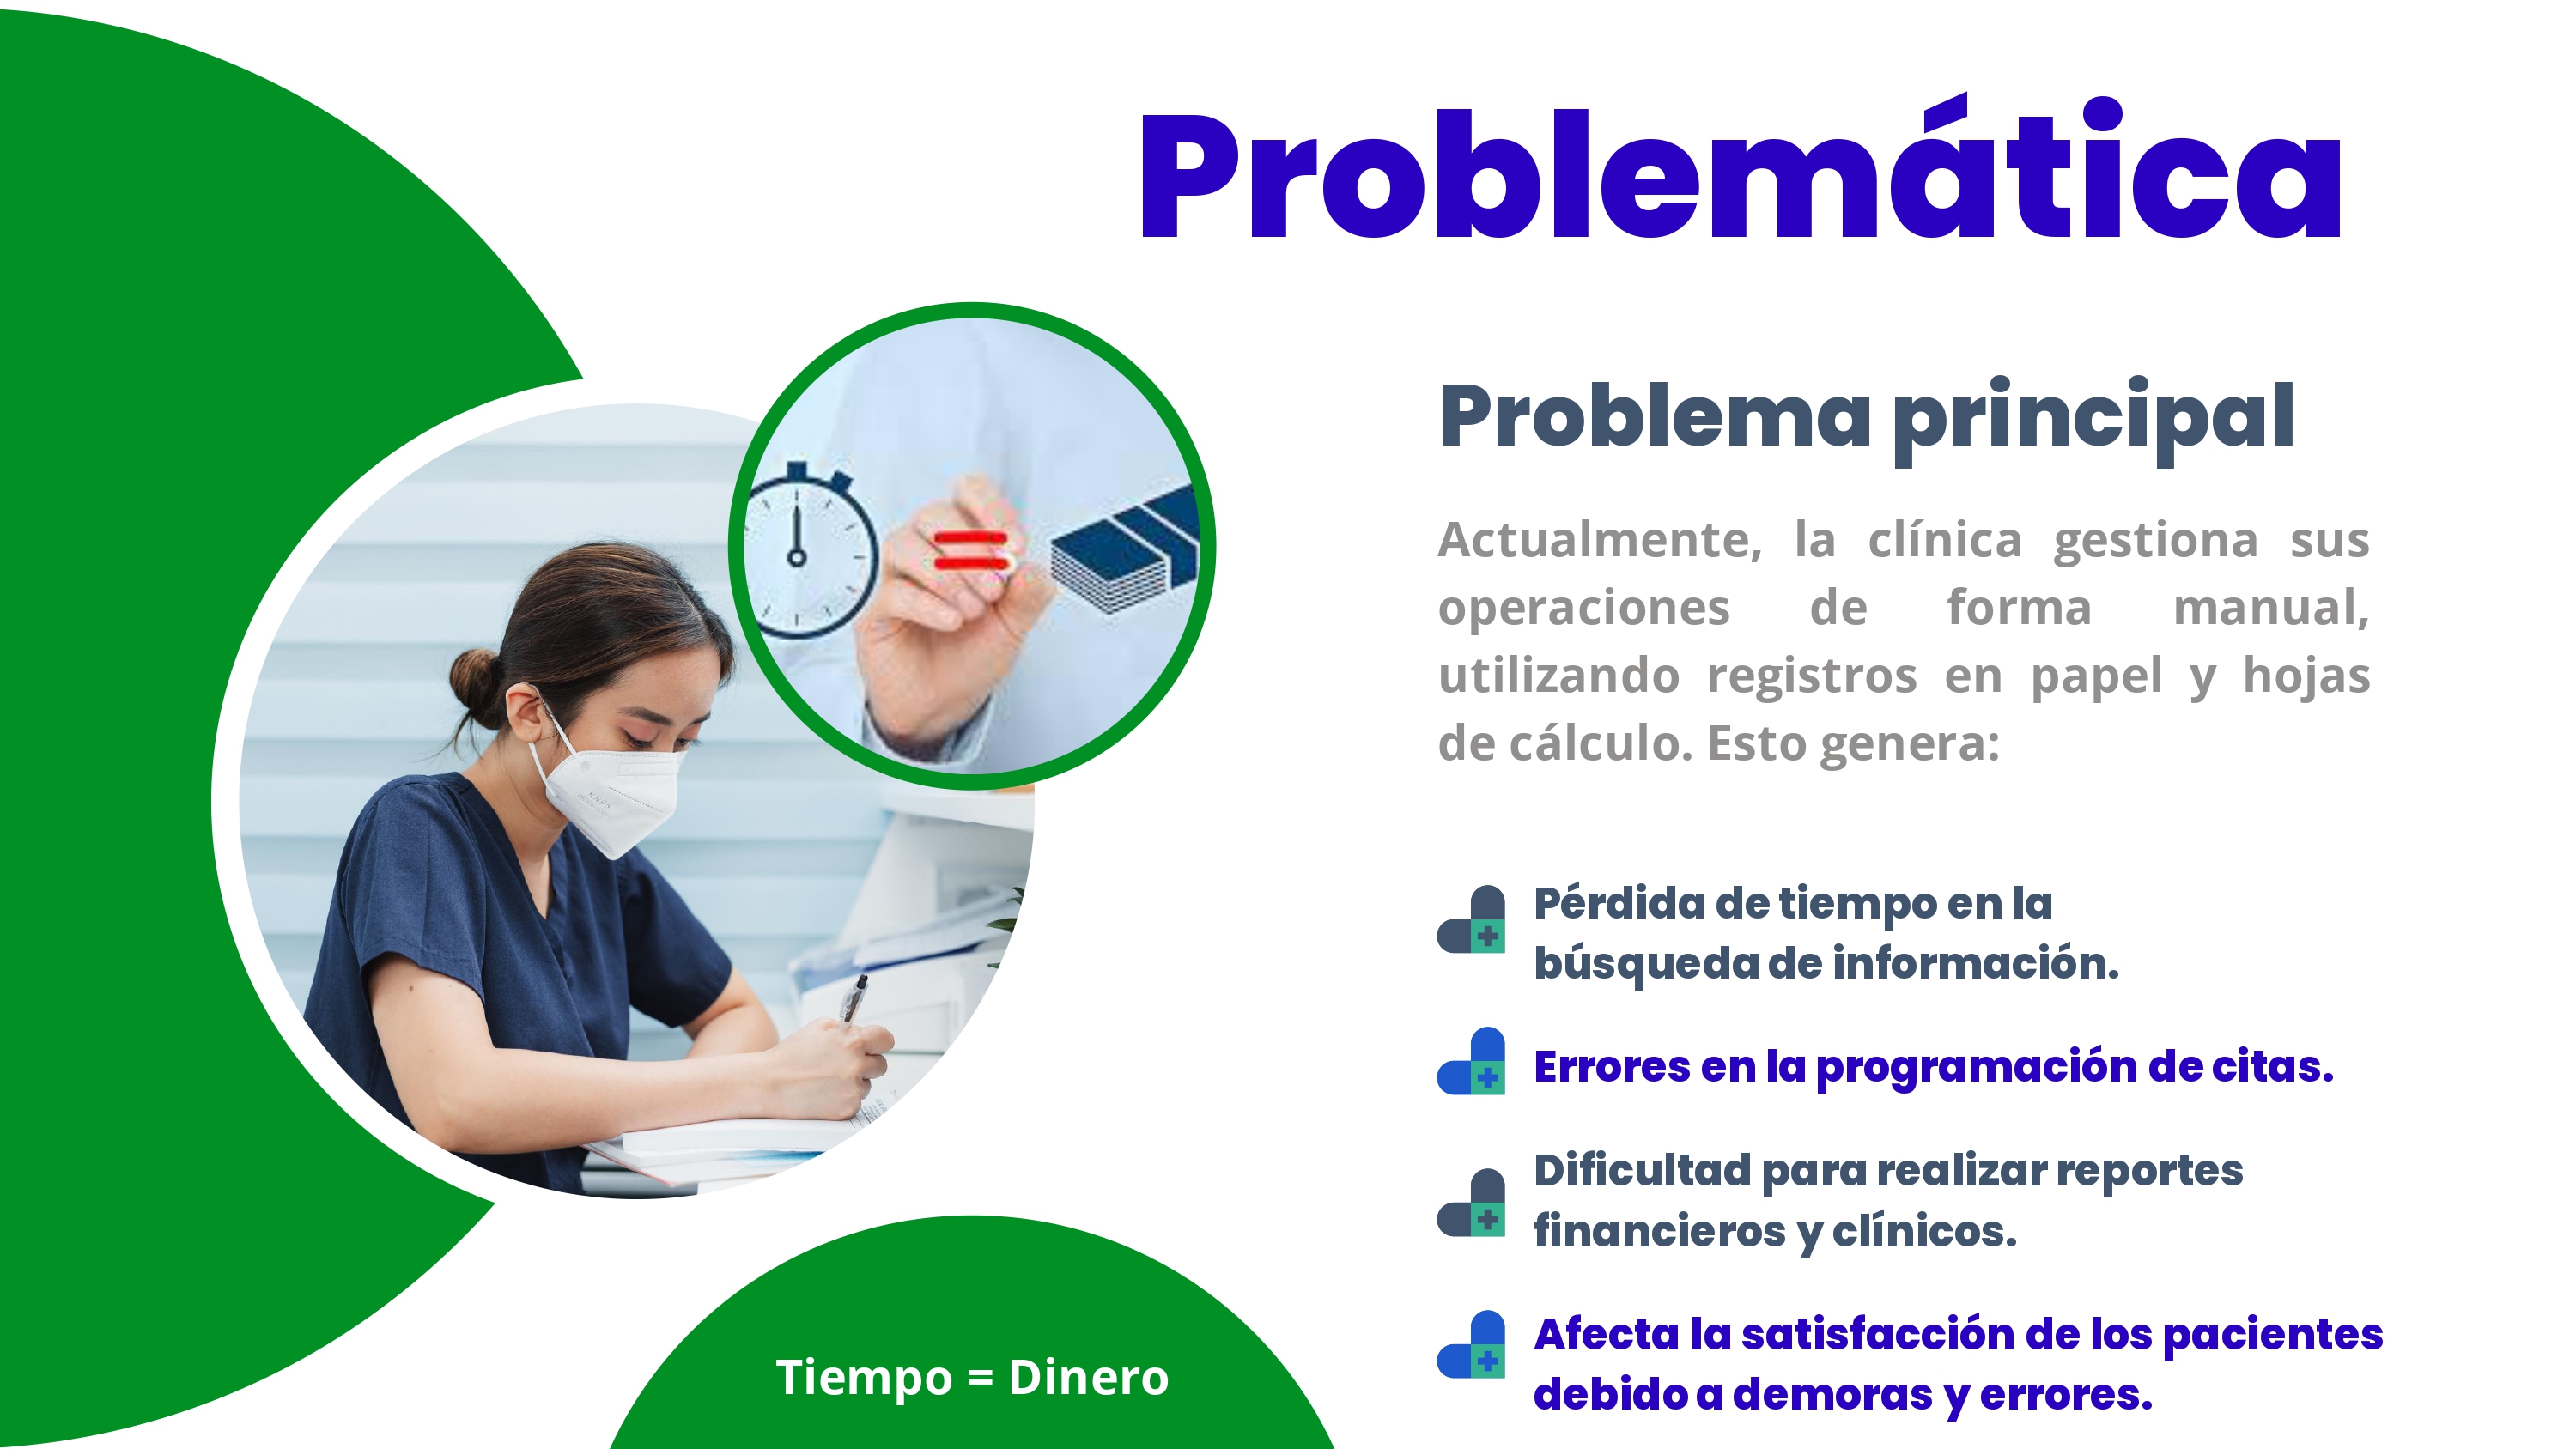 Problemática
Problema principal
Actualmente, la clínica gestiona sus
operaciones de forma manual,
utilizando registros en papel y hojas
de cálculo. Esto genera:
Pérdida de tiempo en la
búsqueda de información.
Errores en la programación de citas.
Dificultad para realizar reportes
financieros y clínicos.
Afecta la satisfacción de los pacientes
debido a demoras y errores.
=
Tiempo = Dinero